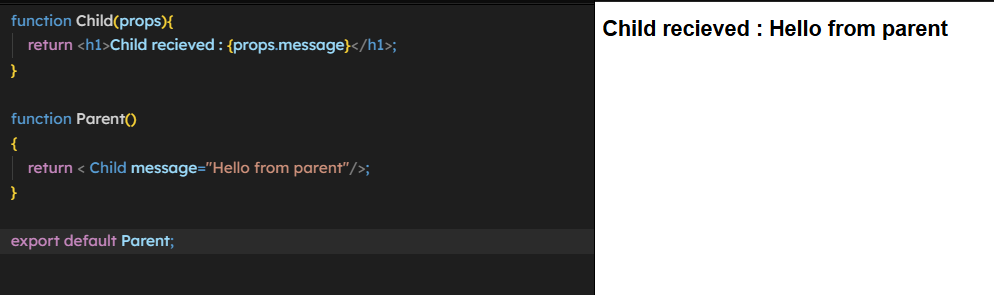 function Child(props){
return <h1>Child recieved : {props.message}</h1>;
}
function Parent()
{
return < Child message="Hello from parent"/>;
}
export default Parent;
Child recieved : Hello from parent